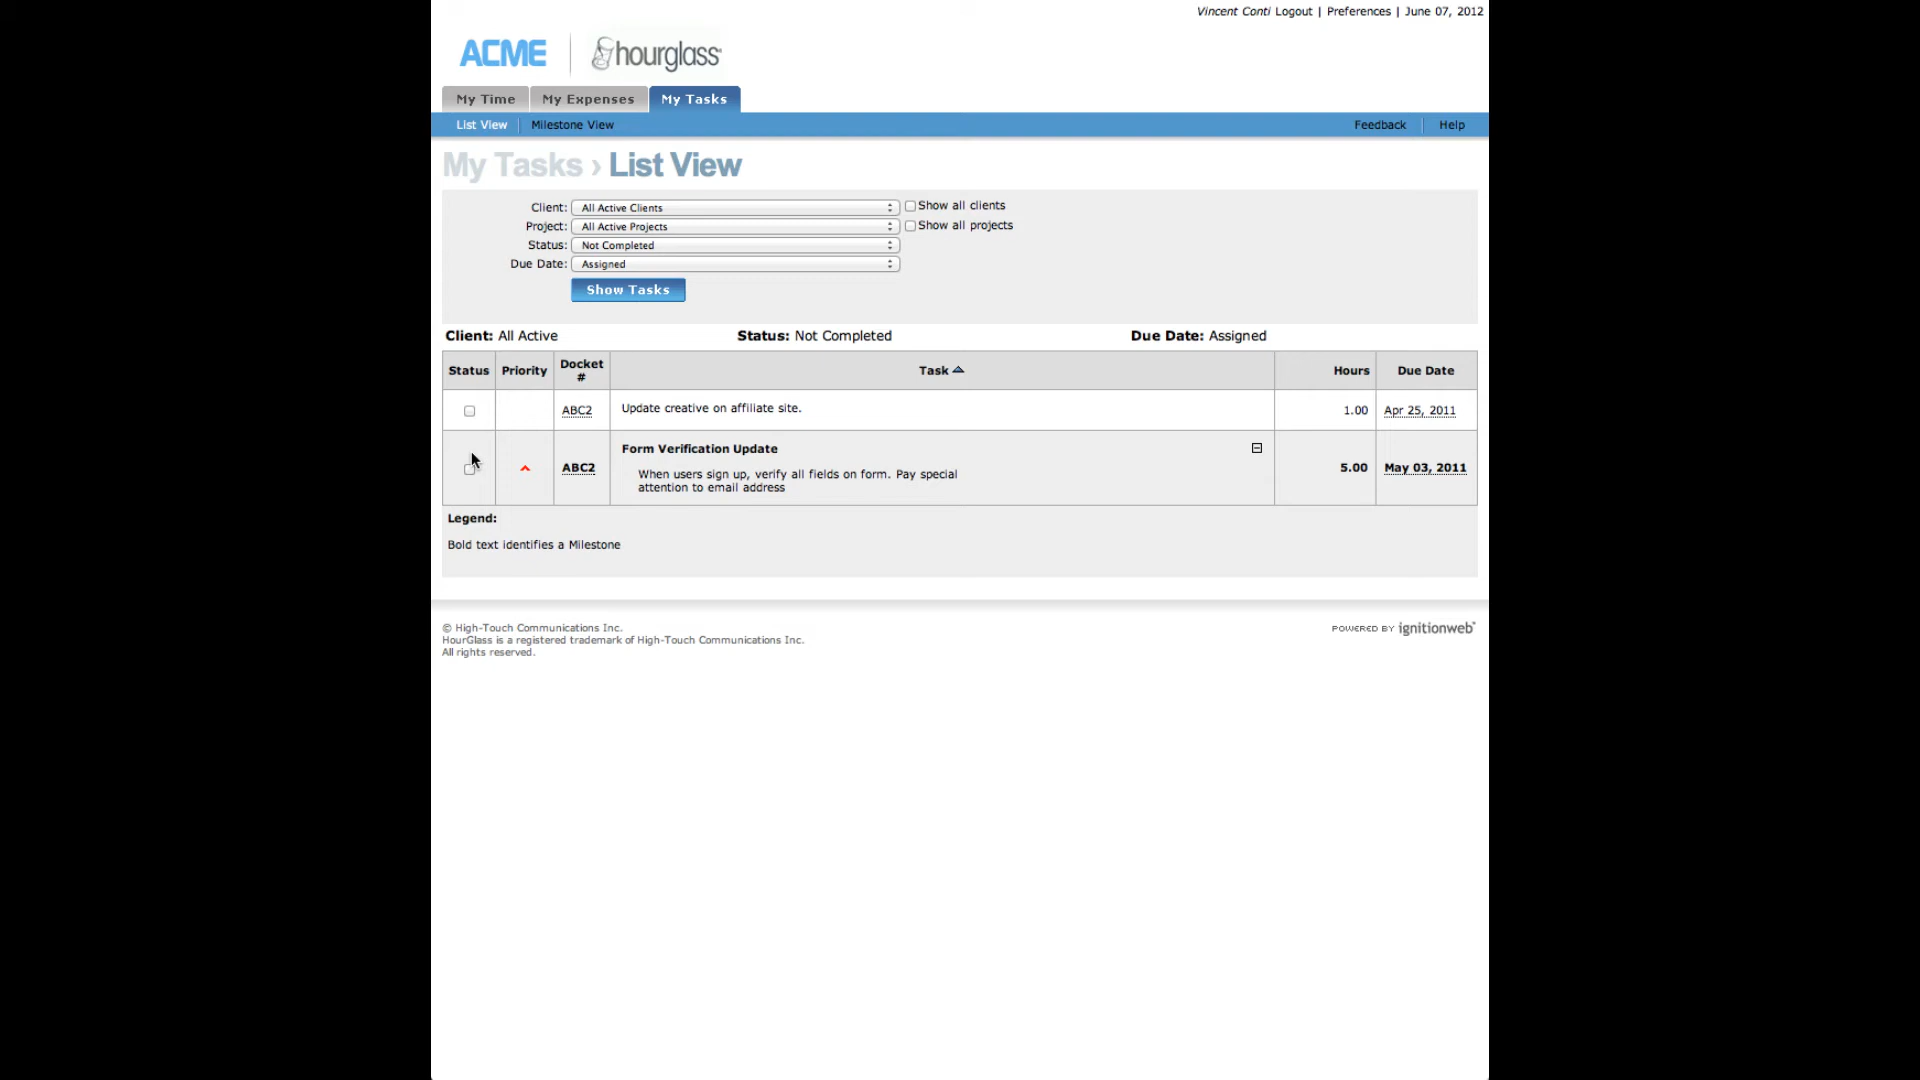 Vincent Conti Logout | Preferences | June 07, 2012
ACME hourglass
My Time My Expenses My Tasks
List View Milestone View Feedback Help
My Tasks › List View
Client: All Active Clients Show all clients
Project: All Active Projects Show all projects
Status: Not Completed
Due Date: Assigned
Show Tasks
Client: All Active Status: Not Completed Due Date: Assigned
Status Priority Docket # Task Hours Due Date
ABC2 Update creative on affiliate site. 1.00 Apr 25, 2011
Form Verification Update
ABC2 5.00 May 03, 2011
When users sign up, verify all fields on form. Pay special
attention to email address
Legend:
Bold text identifies a Milestone
© High-Touch Communications Inc.
HourGlass is a registered trademark of High-Touch Communications Inc.
All rights reserved.
POWERED BY ignitionweb